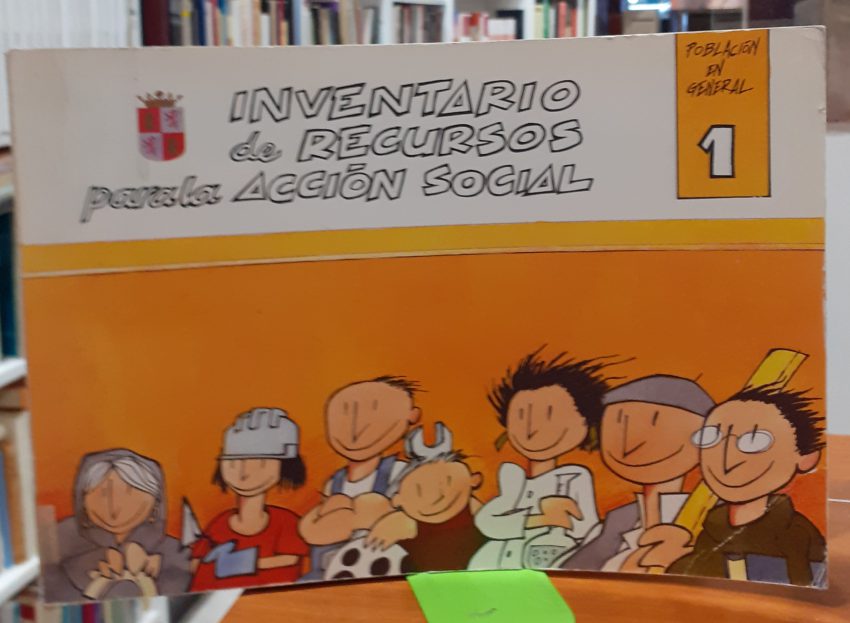 INVENTARIO
de RECURSOS
para la ACCIÓN SOCIAL
POBLACIÓN
EN
GENERAL
1